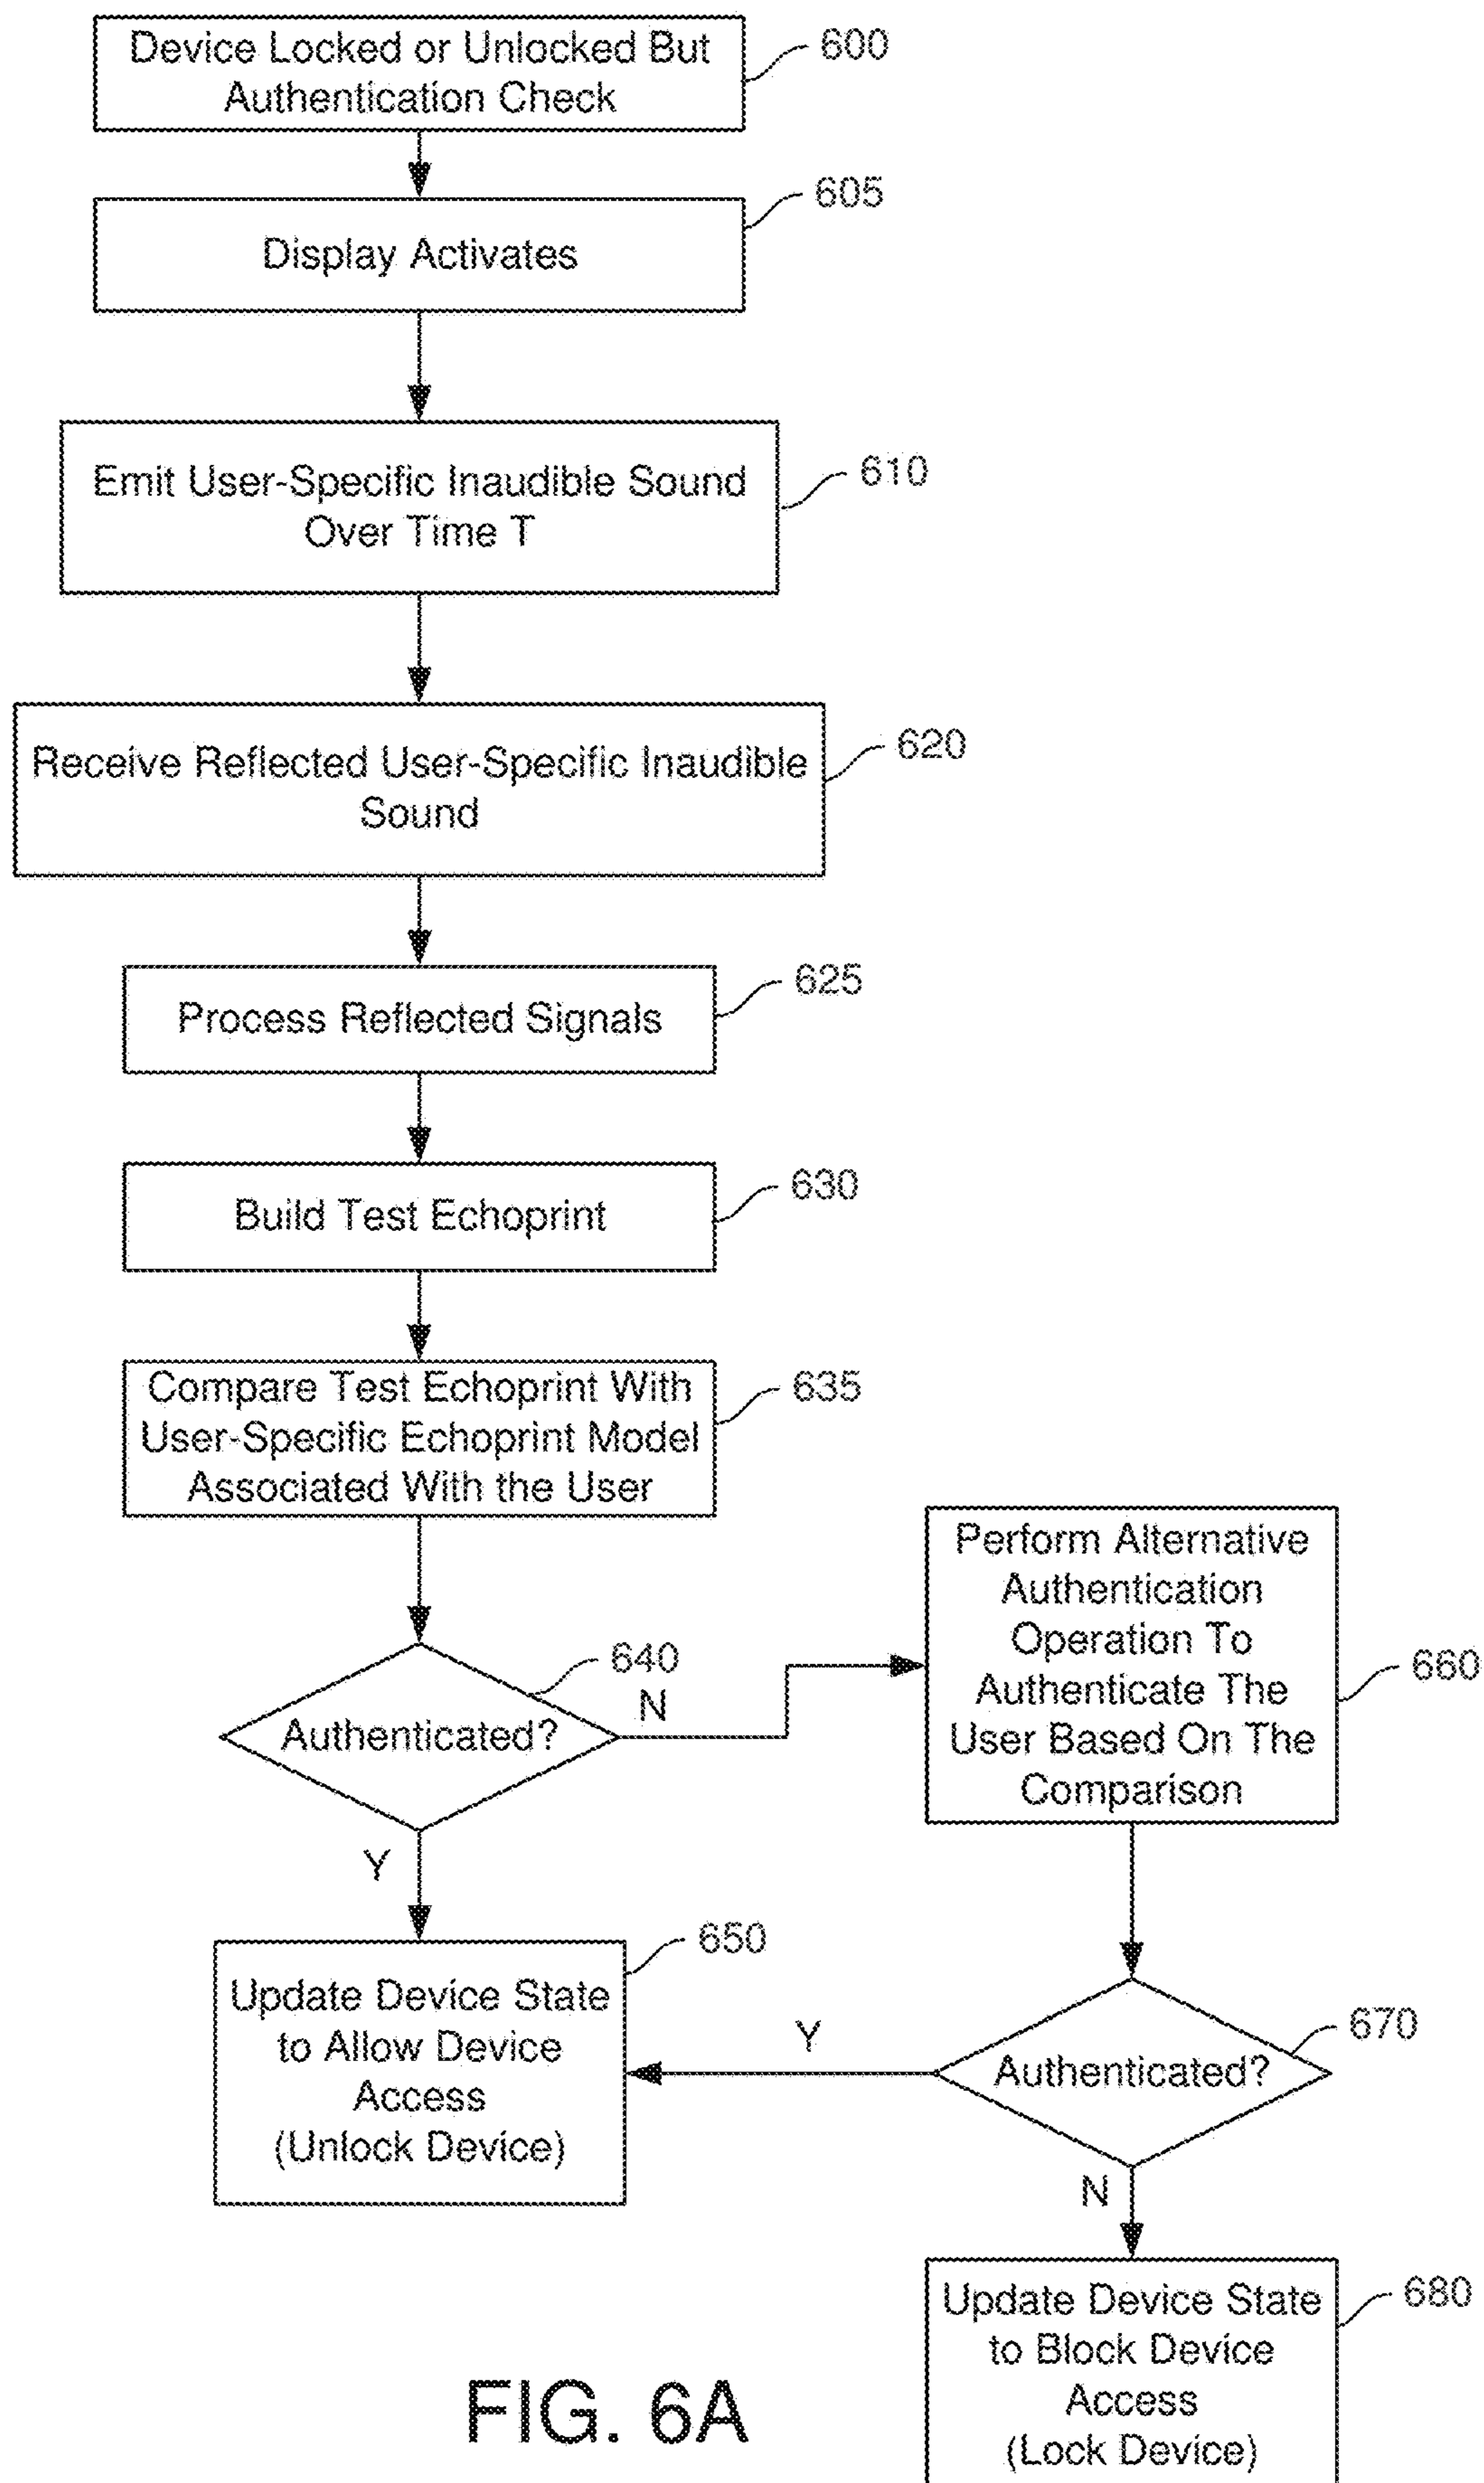 Device Locked or Unlocked But
Authentication Check
600
Display Activates
605
Emit User-Specific Inaudible Sound
Over Time T
610
Receive Reflected User-Specific Inaudible
Sound
620
Process Reflected Signals
625
Build Test Echoprint
630
Compare Test Echoprint With
User-Specific Echoprint Model
Associated With the User
635
Authenticated?
640
N
Y
Perform Alternative
Authentication
Operation To
Authenticate The
User Based On The
Comparison
660
Update Device State
to Allow Device
Access
(Unlock Device)
650
Authenticated?
670
Y
N
Update Device State
to Block Device
Access
(Lock Device)
680
FIG. 6A